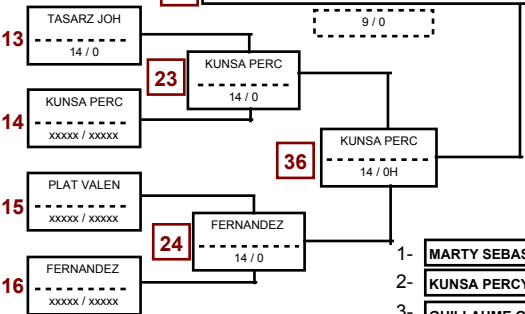 9 / 0
13
TASARZ JOH
14 / 0
23
KUNSA PERC
14 / 0
14
KUNSA PERC
xxxxx / xxxxx
36
KUNSA PERC
14 / 0H
15
PLAT VALEN
xxxxx / xxxxx
24
FERNANDEZ
14 / 0
16
FERNANDEZ
xxxxx / xxxxx
1- MARTY SEBAS
2- KUNSA PERCY
3-